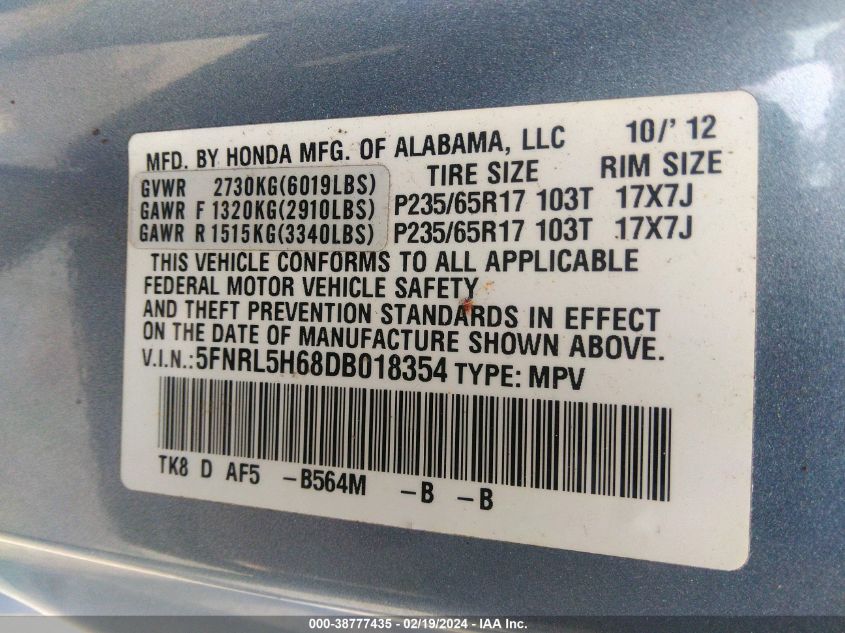 MFD. BY HONDA MFG. OF ALABAMA, LLC 10/' 12
TIRE SIZE RIM SIZE
GVWR 2730KG(6019LBS)
GAWR F 1320KG(2910LBS) P235/65R17 103T 17X7J
GAWR R 1515KG(3340LBS) P235/65R17 103T 17X7J
THIS VEHICLE CONFORMS TO ALL APPLICABLE
FEDERAL MOTOR VEHICLE SAFETY
AND THEFT PREVENTION STANDARDS IN EFFECT
ON THE DATE OF MANUFACTURE SHOWN ABOVE.
V.I.N.:5FNRL5H68DB018354 TYPE: MPV
TK8 D AF5 -B564M -B -B
000-38777435 - 02/19/2024 - IAA Inc.